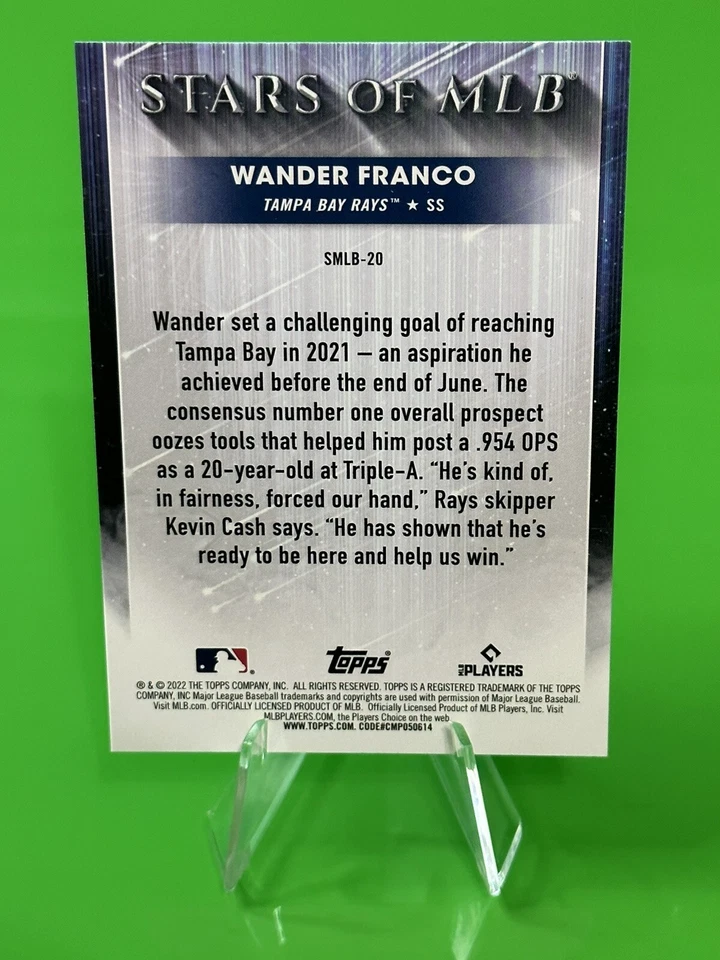 STARS OF MLB®
WANDER FRANCO
TAMPA BAY RAYS™ ★ SS
SMLB-20
Wander set a challenging goal of reaching
Tampa Bay in 2021 – an aspiration he
achieved before the end of June. The
consensus number one overall prospect
oozes tools that helped him post a .954 OPS
as a 20-year-old at Triple-A. “He’s kind of,
in fairness, forced our hand,” Rays skipper
Kevin Cash says. “He has shown that he’s
ready to be here and help us win.”
topps® MLB PLAYERS
® & © 2022 THE TOPPS COMPANY, INC. ALL RIGHTS RESERVED. TOPPS IS A REGISTERED TRADEMARK OF THE TOPPS
COMPANY, INC Major League Baseball trademarks and copyrights are used with permission of Major League Baseball.
Visit MLB.com. OFFICIALLY LICENSED PRODUCT OF MLB. Officially Licensed Product of MLB Players, Inc. Visit
MLBPLAYERS.COM, the Players Choice on the web
WWW.TOPPS.COM. CODE#CMP050614